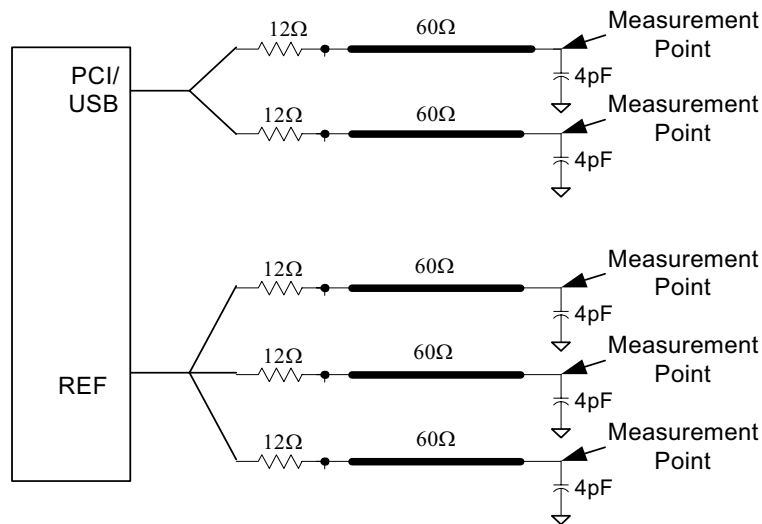 PCI/
USB
12Ω
60Ω
Measurement
Point
4pF
12Ω
60Ω
Measurement
Point
4pF
REF
12Ω
60Ω
Measurement
Point
4pF
12Ω
60Ω
Measurement
Point
4pF
12Ω
60Ω
Measurement
Point
4pF